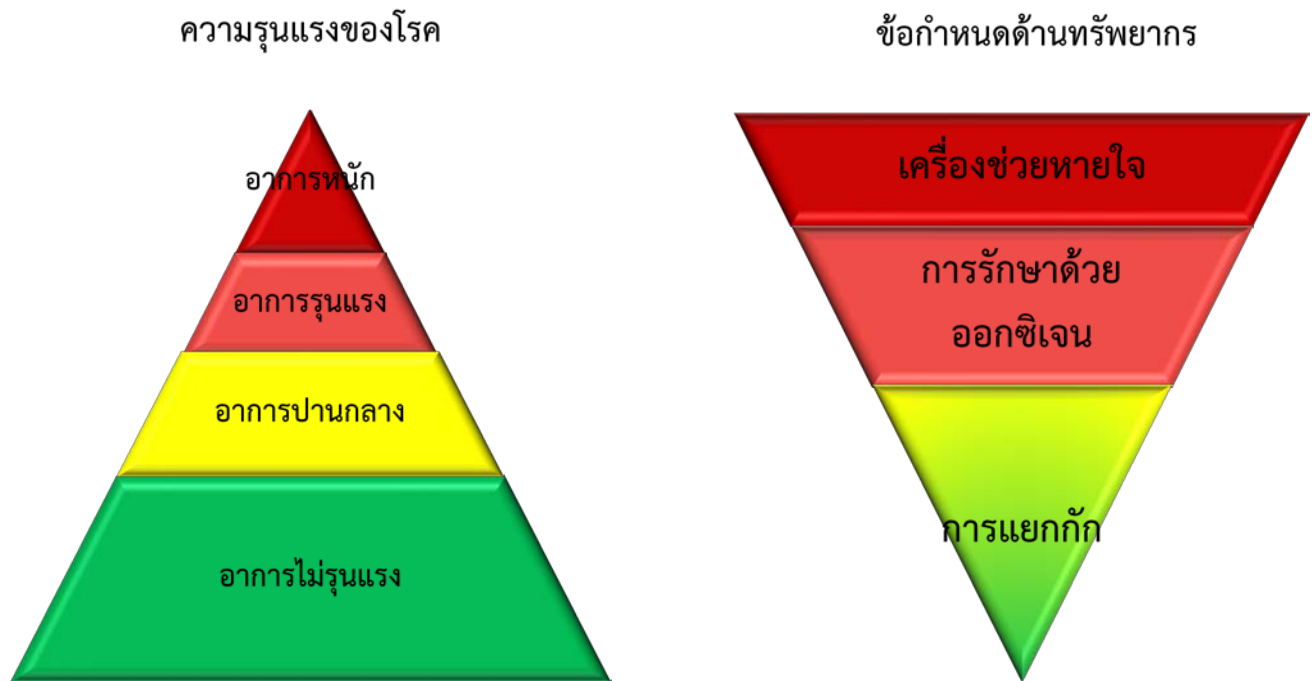 ความรุนแรงของโรค
อาการหนัก
อาการรุนแรง
อาการปานกลาง
อาการไม่รุนแรง
ข้อกำหนดด้านทรัพยากร
เครื่องช่วยหายใจ
การรักษาด้วย
ออกซิเจน
การแยกกัก